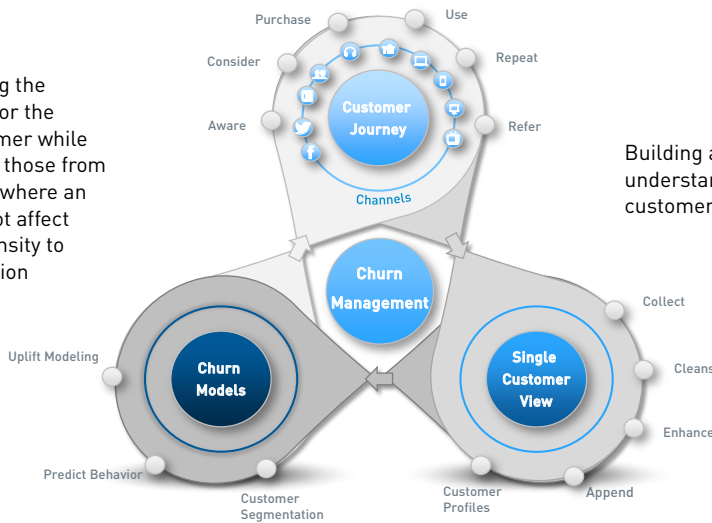 Purchase
Use
Consider
Repeat
Customer
Journey
Aware
Refer
Channels
g the
or the
mer while
those from
where an
ot affect
nsity to
ion
Building a
understan
customer
Churn
Management
Collect
Uplift Modeling
Churn
Models
Single
Customer
View
Cleans
Enhance
Predict Behavior
Customer
Segmentation
Customer
Profiles
Append